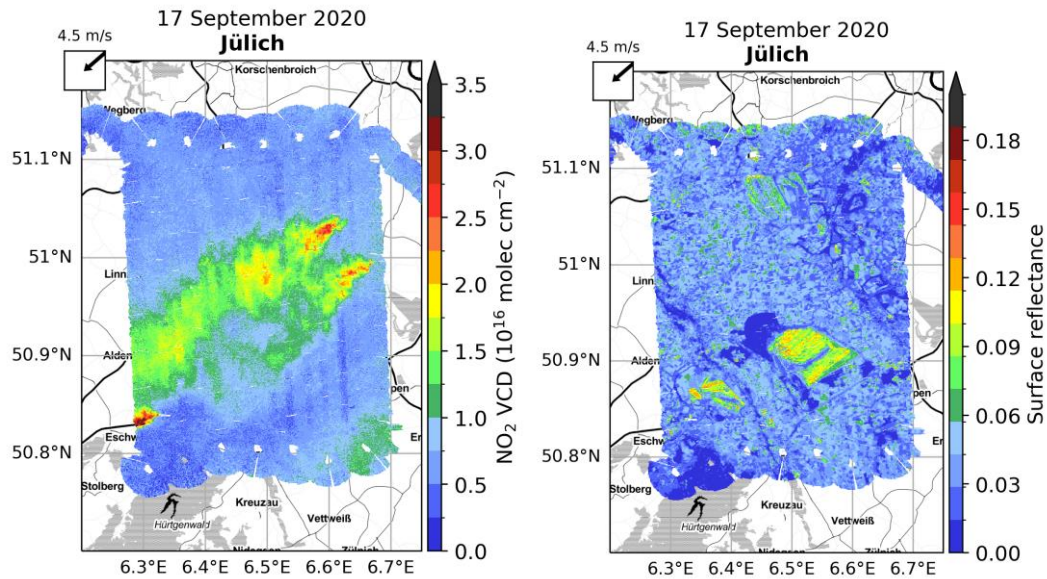 17 September 2020
4.5 m/s
Jülich
Korschenbroich
Wegberg
51.1°N
51°N
Linn
50.9°N
Alden
pen
Eschw
50.8°N
Stolberg
Hürtgenwald
Kreuzau
Vettweiß
Zülpich
6.3°E 6.4°E 6.5°E 6.6°E 6.7°E
3.5
3.0
2.5
2.0
1.5
1.0
0.5
0.0
NO₂ VCD (10¹⁶ molec cm⁻²)
17 September 2020
4.5 m/s
Jülich
Korschenbroich
Wegberg
51.1°N
51°N
Linn
50.9°N
Alden
pen
Eschw
Er
50.8°N
Stolberg
Hürtgenwald
Kreuzau
Vettweiß
Zülpich
6.3°E 6.4°E 6.5°E 6.6°E 6.7°E
0.18
0.15
0.12
0.09
0.06
0.03
0.00
Surface reflectance